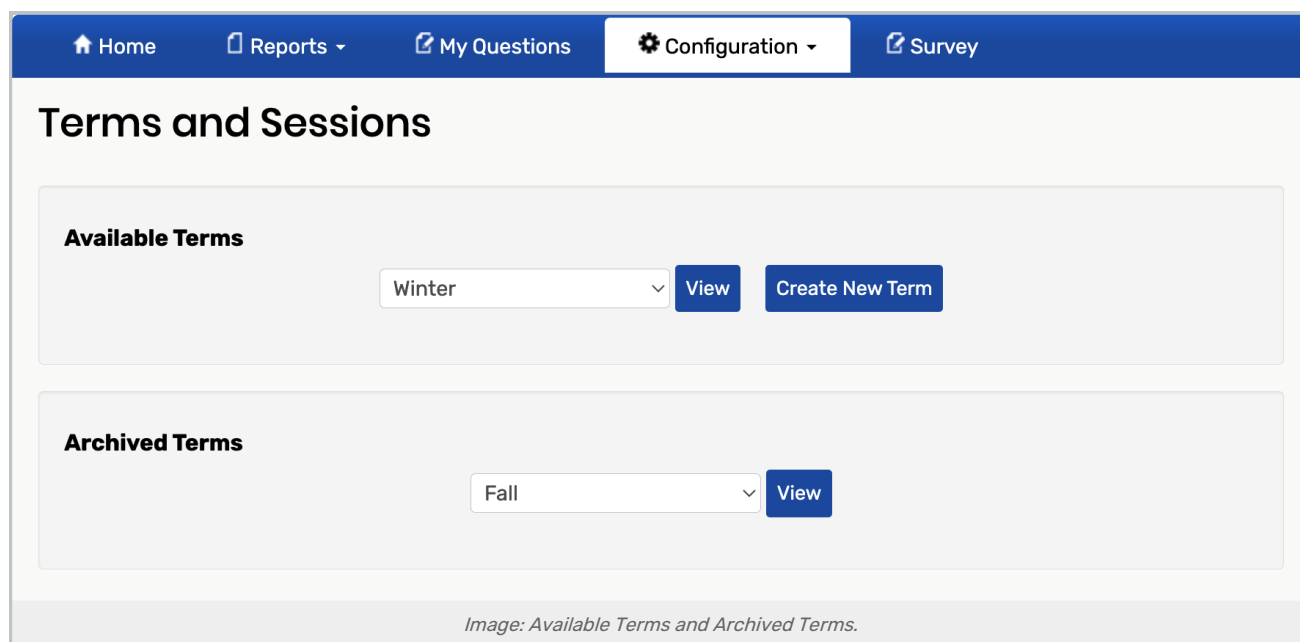 Home Reports My Questions Configuration Survey
Terms and Sessions
Available Terms
Winter View Create New Term
Archived Terms
Fall View
Image: Available Terms and Archived Terms.